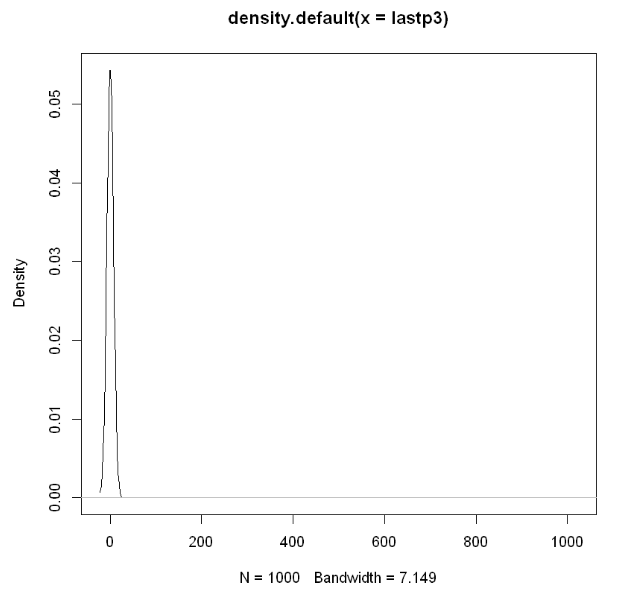 density.default(x = lastp3)
Density
0.05
0.04
0.03
0.02
0.01
0.00
0 200 400 600 800 1000
N = 1000 Bandwidth = 7.149